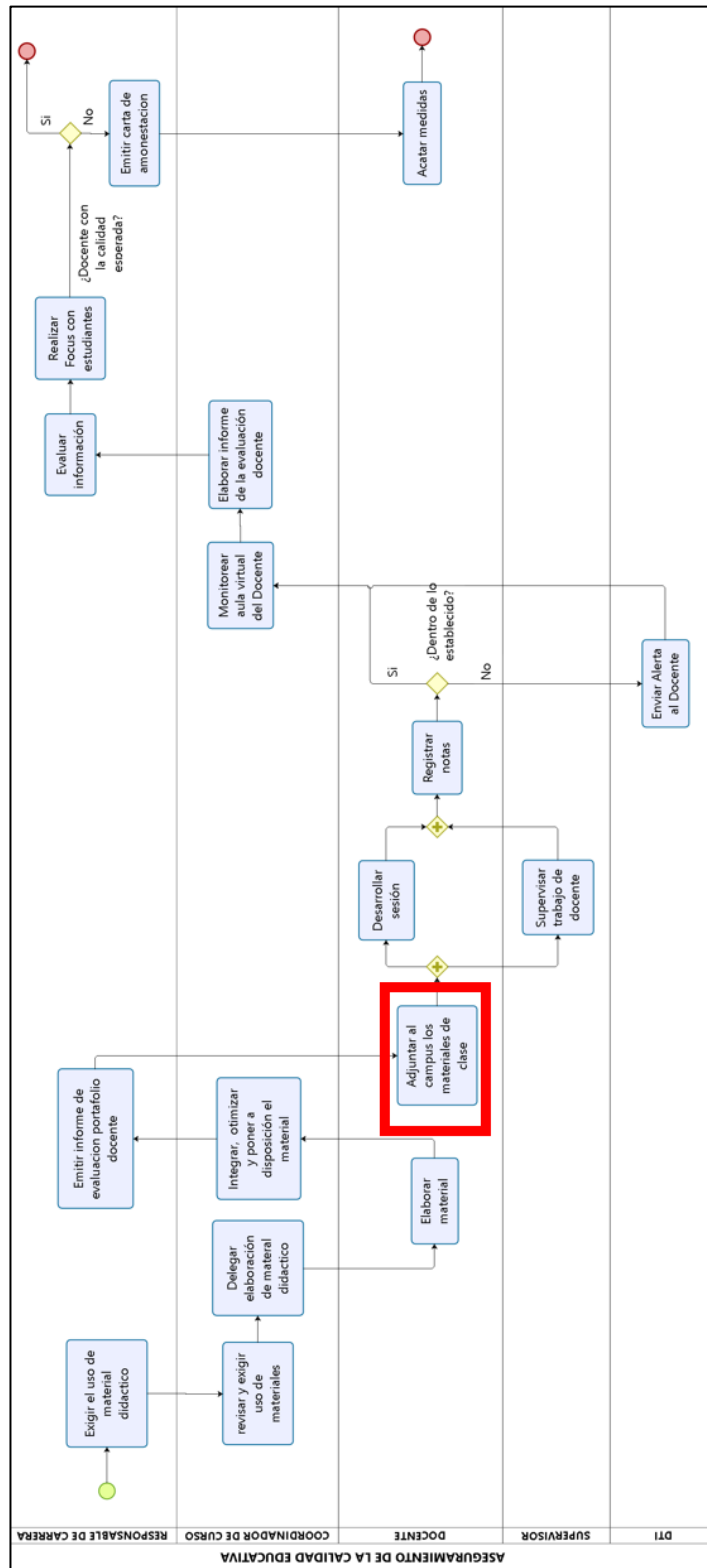 ASEGURAMIENTO DE LA CALIDAD EDUCATIVA
RESPONSABLE DE CARRERA
COORDINADOR DE CURSO
DOCENTE
SUPERVISOR
DTI
Exigir el uso de
material
didactico
revisar y exigir
uso de
materiales
Delegar
elaboración
de materal
didactico
Elaborar
material
Integrar, otimizar
y poner a
disposición el
material
Emitir informe de
evaluacion portafolio
docente
Adjuntar al
campus los
materiales de
clase
Desarrollar
sesión
Supervisar
trabajo de
docente
Registrar
notas
¿Dentro de lo
establecido?
Si
No
Enviar Alerta
al Docente
Monitorear
aula virtual
del Docente
Elaborar informe
de la evaluación
docente
Evaluar
información
Realizar
Focus con
estudiantes
¿Docente con
la calidad
esperada?
Si
No
Emitir carta de
amonestacion
Acatar medidas